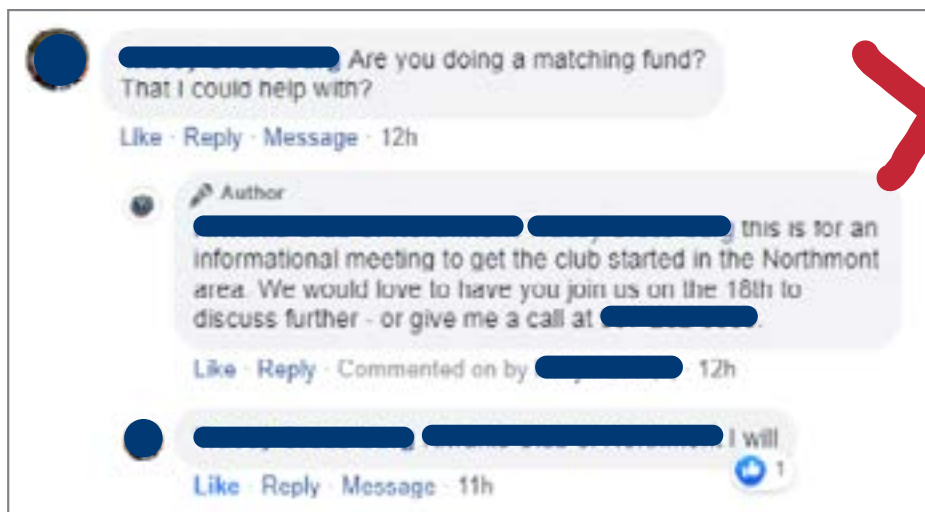 Are you doing a matching fund?
That I could help with?
Like · Reply · Message · 12h
Author
this is for an
informational meeting to get the club started in the Northmont
area. We would love to have you join us on the 18th to
discuss further - or give me a call at
Like · Reply · Commented on by 12h
I will
1
Like · Reply · Message · 11h